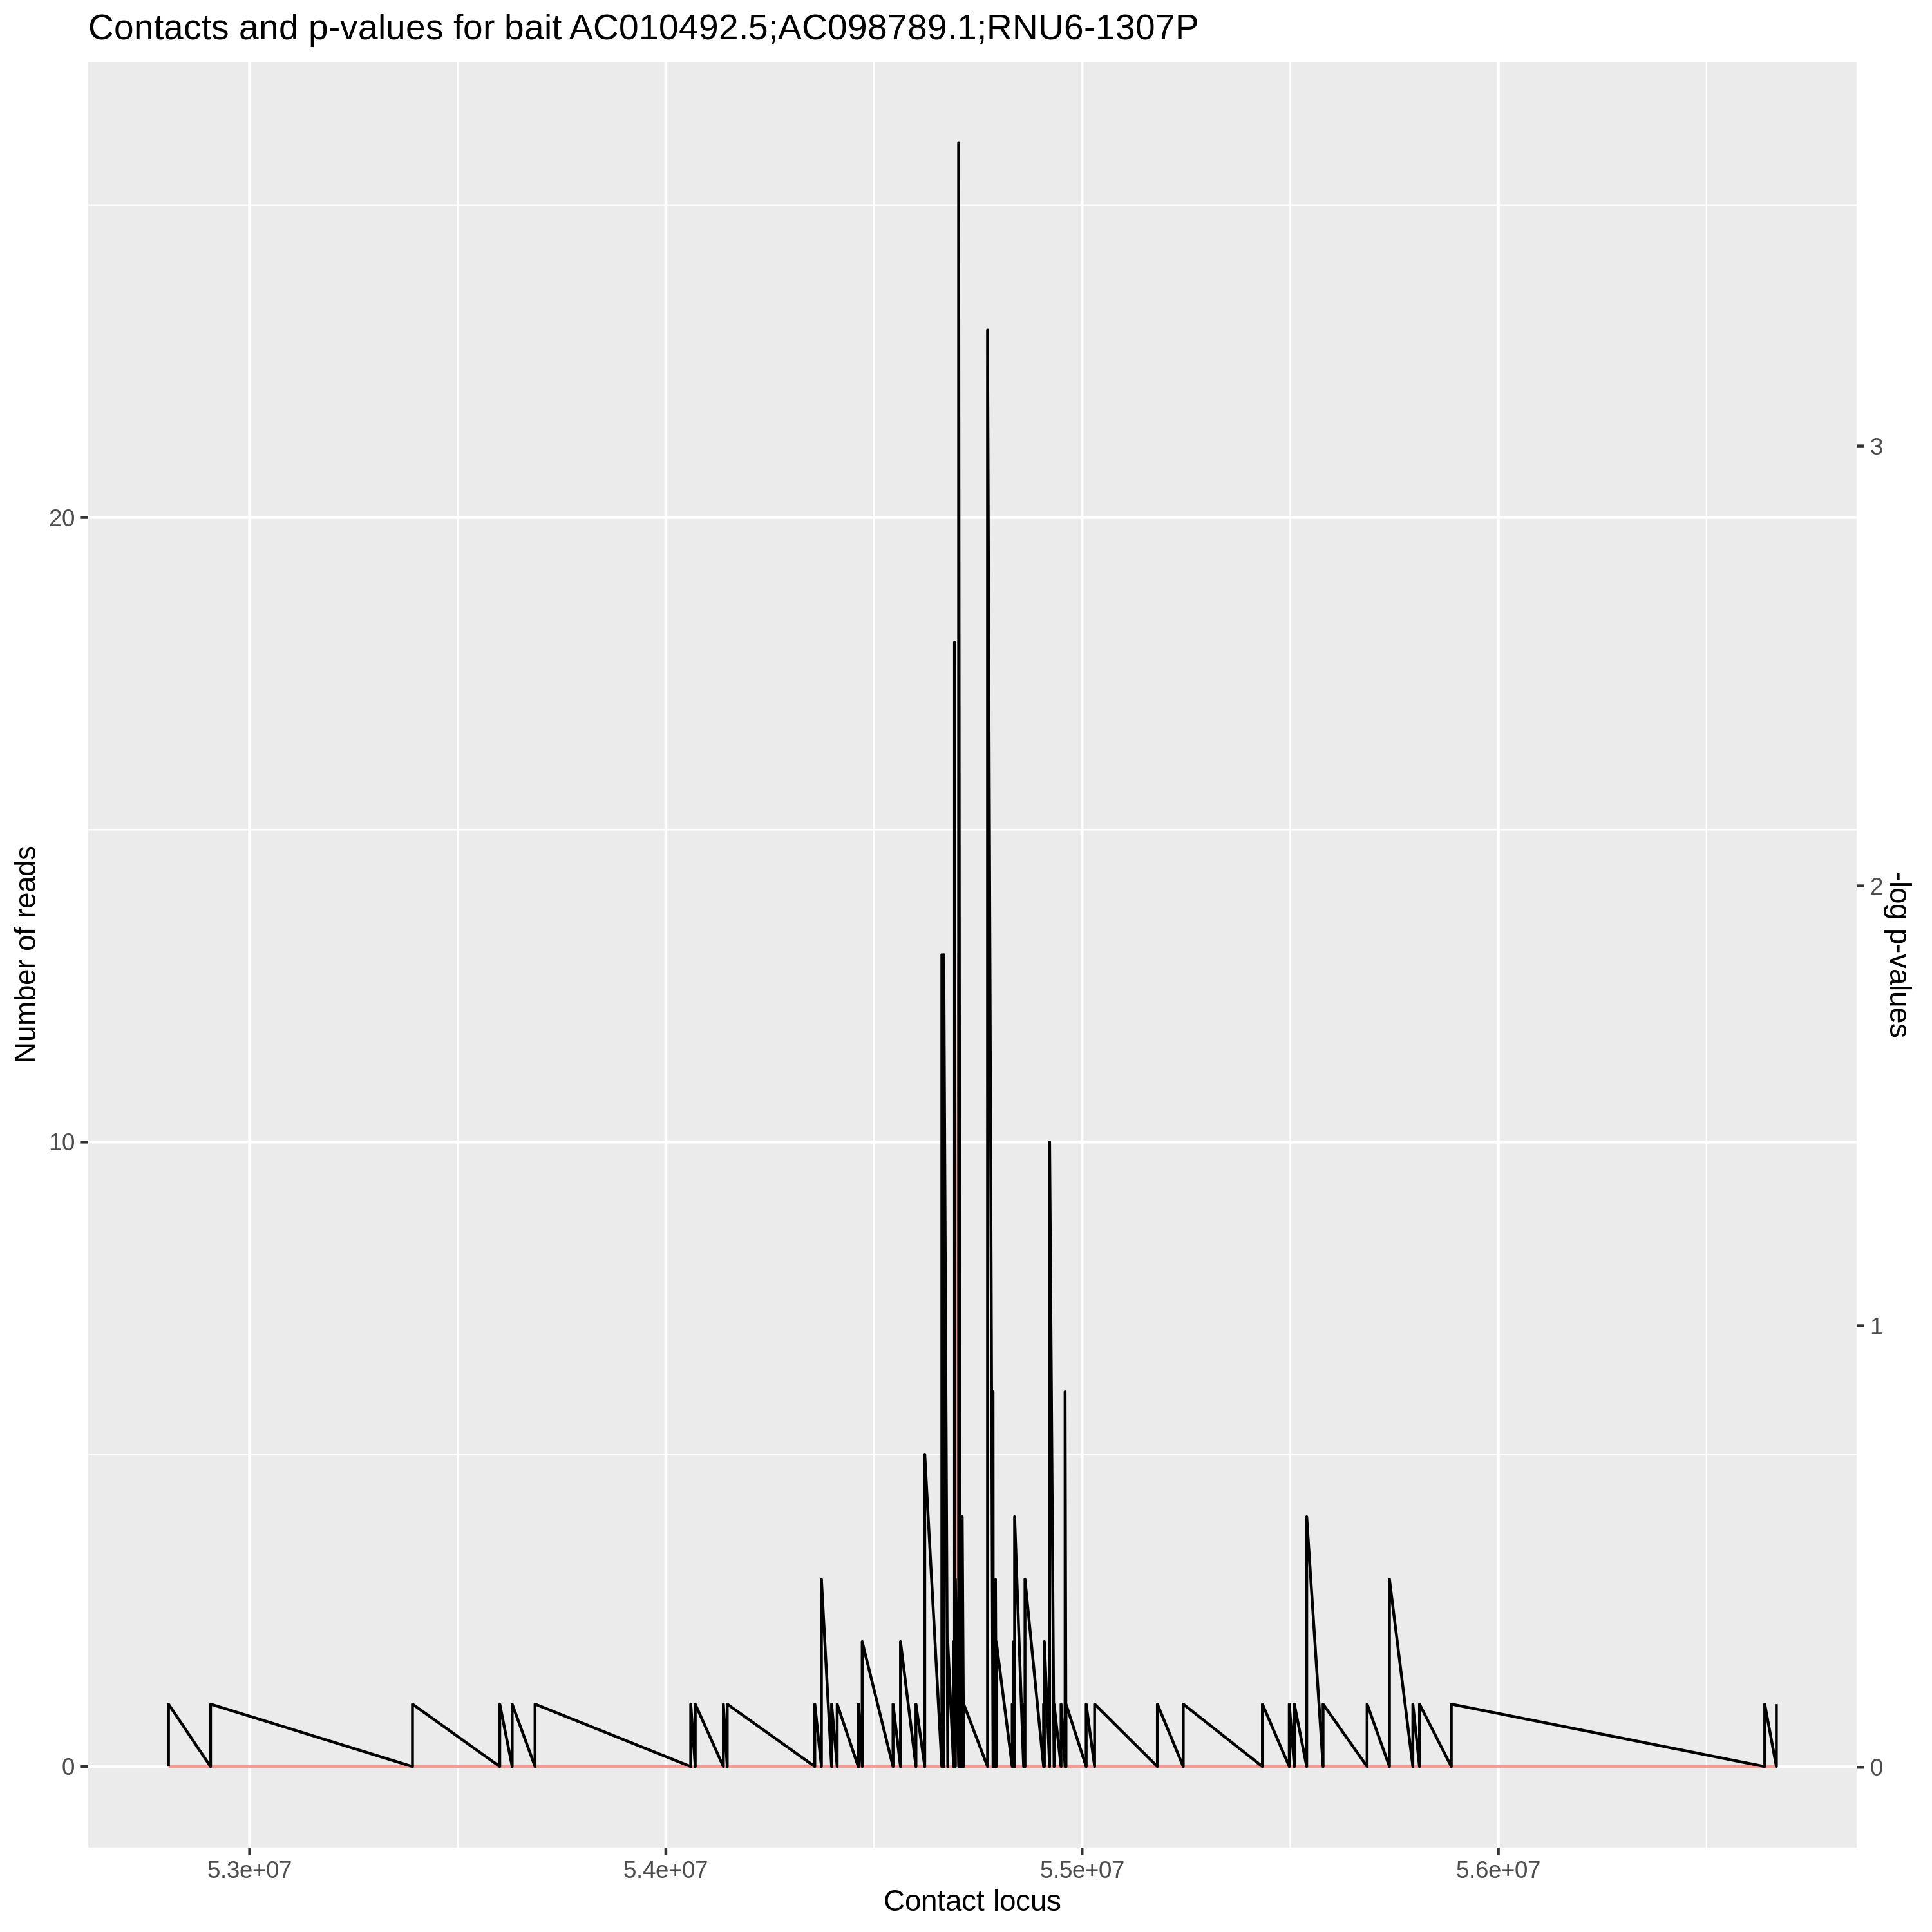 Contacts and p-values for bait AC010492.5;AC098789.1;RNU6-1307P
Number of reads
20
10
0
3
2
1
0
-log p-values
5.3e+07
5.4e+07
5.5e+07
5.6e+07
Contact locus